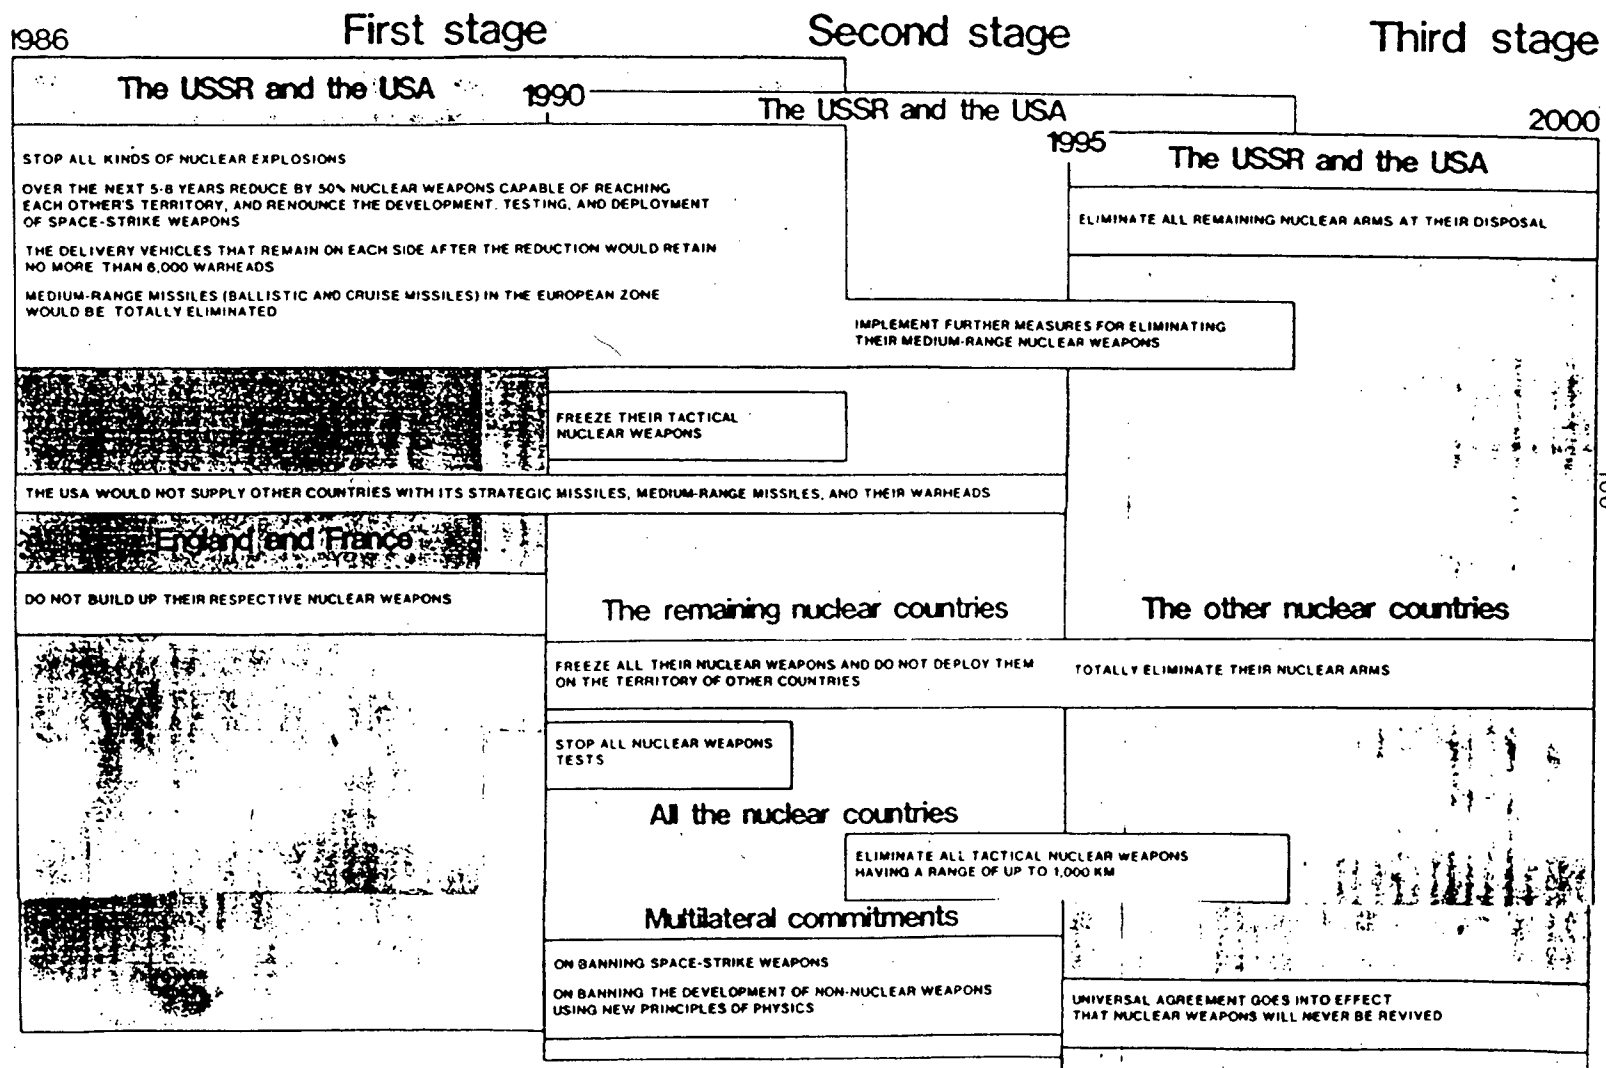 1986
First stage
Second stage
Third stage
The USSR and the USA
1990
The USSR and the USA
1995
2000
The USSR and the USA
STOP ALL KINDS OF NUCLEAR EXPLOSIONS
OVER THE NEXT 5-8 YEARS REDUCE BY 50% NUCLEAR WEAPONS CAPABLE OF REACHING
EACH OTHER'S TERRITORY, AND RENOUNCE THE DEVELOPMENT, TESTING, AND DEPLOYMENT
OF SPACE-STRIKE WEAPONS
THE DELIVERY VEHICLES THAT REMAIN ON EACH SIDE AFTER THE REDUCTION WOULD RETAIN
NO MORE THAN 6,000 WARHEADS
MEDIUM-RANGE MISSILES (BALLISTIC AND CRUISE MISSILES) IN THE EUROPEAN ZONE
WOULD BE TOTALLY ELIMINATED
ELIMINATE ALL REMAINING NUCLEAR ARMS AT THEIR DISPOSAL
IMPLEMENT FURTHER MEASURES FOR ELIMINATING
THEIR MEDIUM-RANGE NUCLEAR WEAPONS
FREEZE THEIR TACTICAL
NUCLEAR WEAPONS
THE USA WOULD NOT SUPPLY OTHER COUNTRIES WITH ITS STRATEGIC MISSILES, MEDIUM-RANGE MISSILES, AND THEIR WARHEADS
England and France
DO NOT BUILD UP THEIR RESPECTIVE NUCLEAR WEAPONS
The remaining nuclear countries
The other nuclear countries
FREEZE ALL THEIR NUCLEAR WEAPONS AND DO NOT DEPLOY THEM
ON THE TERRITORY OF OTHER COUNTRIES
TOTALLY ELIMINATE THEIR NUCLEAR ARMS
STOP ALL NUCLEAR WEAPONS
TESTS
All the nuclear countries
ELIMINATE ALL TACTICAL NUCLEAR WEAPONS
HAVING A RANGE OF UP TO 1,000 KM
Multilateral commitments
ON BANNING SPACE-STRIKE WEAPONS
ON BANNING THE DEVELOPMENT OF NON-NUCLEAR WEAPONS
USING NEW PRINCIPLES OF PHYSICS
UNIVERSAL AGREEMENT GOES INTO EFFECT
THAT NUCLEAR WEAPONS WILL NEVER BE REVIVED